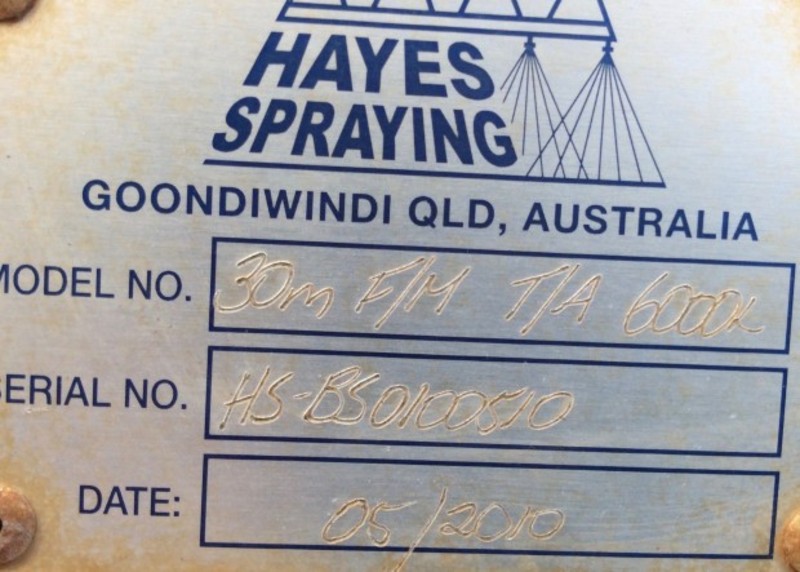 HAYES
SPRAYING
GOONDIWINDI QLD, AUSTRALIA
MODEL NO. 30m F/M T/A 6000L
SERIAL NO. HS-BS0100510
DATE: 05/2010